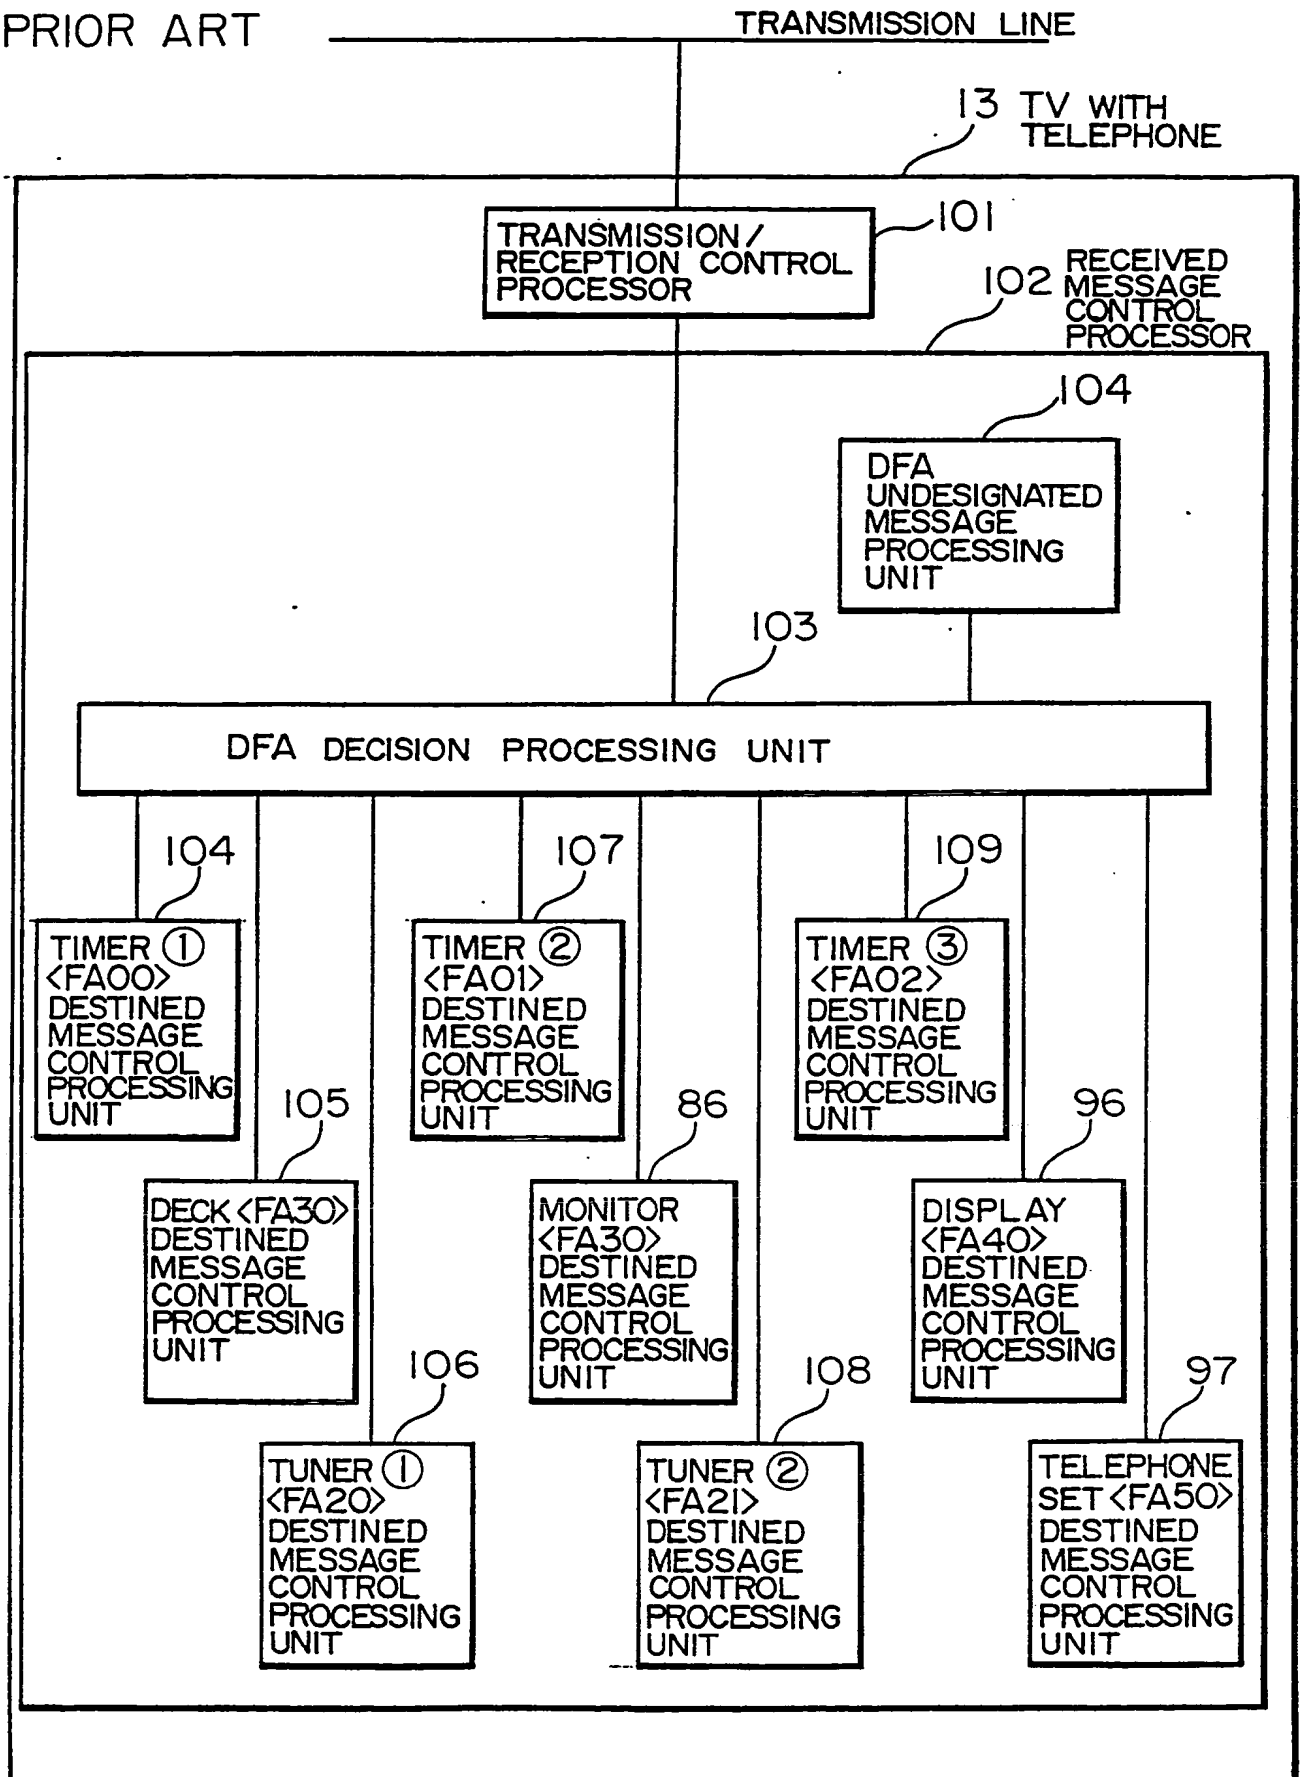 PRIOR ART
TRANSMISSION LINE
13 TV WITH
TELEPHONE
101
TRANSMISSION/
RECEPTION CONTROL
PROCESSOR
102
RECEIVED
MESSAGE
CONTROL
PROCESSOR
104
DFA
UNDESIGNATED
MESSAGE
PROCESSING
UNIT
103
DFA DECISION PROCESSING UNIT
104
TIMER ①
<FA00>
DESTINED
MESSAGE
CONTROL
PROCESSING
UNIT
107
TIMER ②
<FA01>
DESTINED
MESSAGE
CONTROL
PROCESSING
UNIT
109
TIMER ③
<FA02>
DESTINED
MESSAGE
CONTROL
PROCESSING
UNIT
105
DECK <FA30>
DESTINED
MESSAGE
CONTROL
PROCESSING
UNIT
86
MONITOR
<FA30>
DESTINED
MESSAGE
CONTROL
PROCESSING
UNIT
96
DISPLAY
<FA40>
DESTINED
MESSAGE
CONTROL
PROCESSING
UNIT
106
TUNER ①
<FA20>
DESTINED
MESSAGE
CONTROL
PROCESSING
UNIT
108
TUNER ②
<FA21>
DESTINED
MESSAGE
CONTROL
PROCESSING
UNIT
97
TELEPHONE
SET <FA50>
DESTINED
MESSAGE
CONTROL
PROCESSING
UNIT